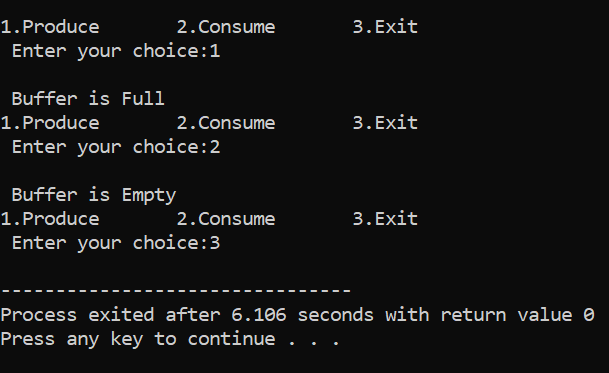 1.Produce       2.Consume       3.Exit
 Enter your choice:1
 Buffer is Full
1.Produce       2.Consume       3.Exit
 Enter your choice:2
 Buffer is Empty
1.Produce       2.Consume       3.Exit
 Enter your choice:3
--------------------------------
Process exited after 6.106 seconds with return value 0
Press any key to continue . . .